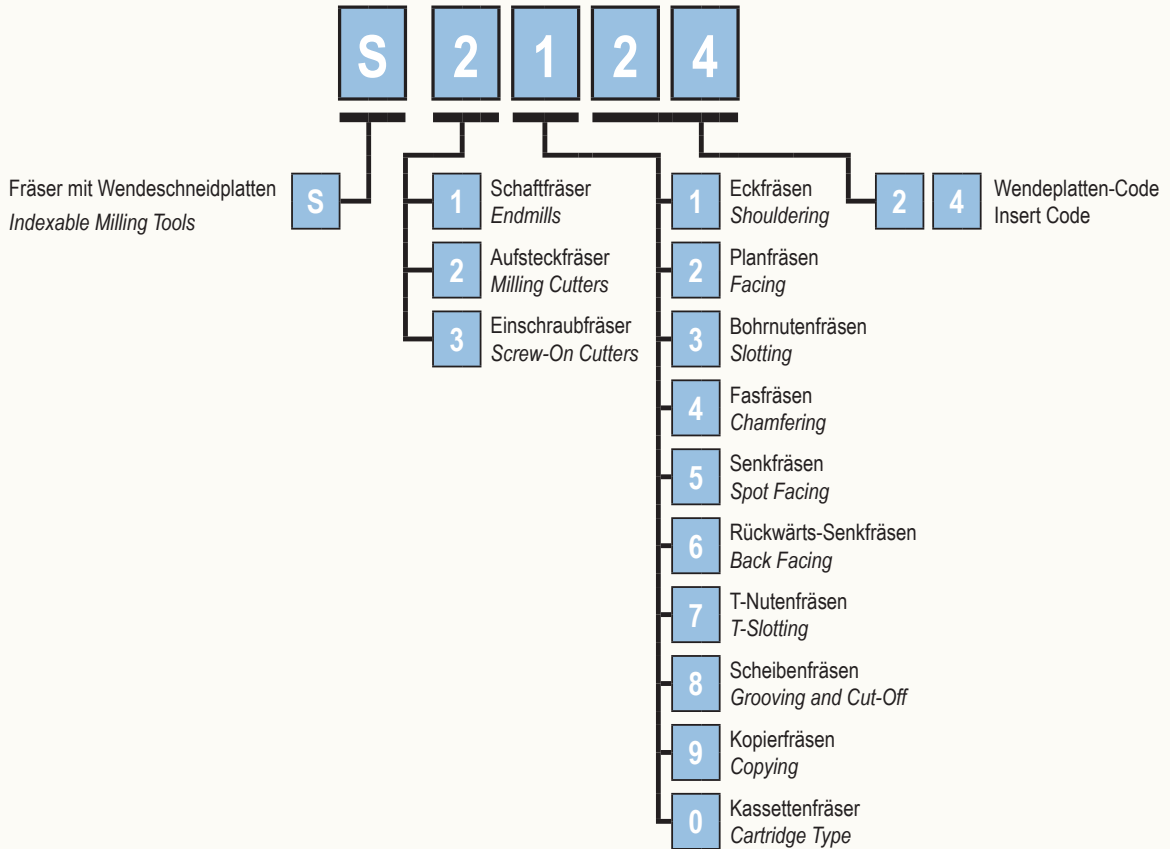 S 2 1 2 4
Fräser mit Wendeschneidplatten
Indexable Milling Tools
S
1 Schaftfräser
Endmills
2 Aufsteckfräser
Milling Cutters
3 Einschraubfräser
Screw-On Cutters
1 Eckfräsen
Shouldering
2 Planfräsen
Facing
3 Bohrnutenfräsen
Slotting
4 Fasfräsen
Chamfering
5 Senkfräsen
Spot Facing
6 Rückwärts-Senkfräsen
Back Facing
7 T-Nutenfräsen
T-Slotting
8 Scheibenfräsen
Grooving and Cut-Off
9 Kopierfräsen
Copying
0 Kassettenfräser
Cartridge Type
2 4 Wendeplatten-Code
Insert Code